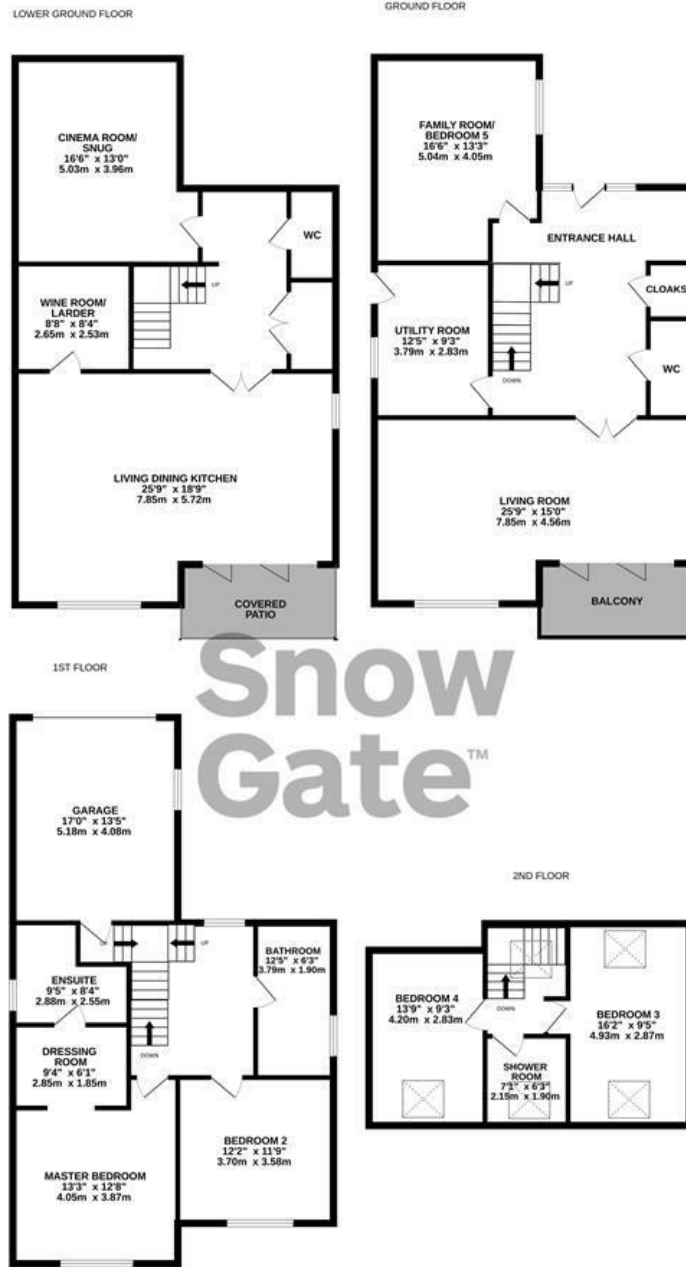 LOWER GROUND FLOOR
CINEMA ROOM/
SNUG
16'6" x 13'0"
5.03m x 3.96m
WC
UP
WINE ROOM/
LARDER
8'8" x 8'4"
2.65m x 2.53m
LIVING DINING KITCHEN
25'9" x 18'9"
7.85m x 5.72m
COVERED
PATIO
GROUND FLOOR
FAMILY ROOM/
BEDROOM 5
16'6" x 13'3"
5.04m x 4.05m
ENTRANCE HALL
UP
CLOAKS
UTILITY ROOM
12'5" x 9'3"
3.79m x 2.83m
WC
DOWN
LIVING ROOM
25'9" x 15'0"
7.85m x 4.56m
BALCONY
Snow
Gate™
1ST FLOOR
GARAGE
17'0" x 13'5"
5.18m x 4.08m
UP
UP
BATHROOM
12'5" x 6'3"
3.79m x 1.90m
ENSUITE
9'5" x 8'4"
2.88m x 2.55m
DOWN
DRESSING
ROOM
9'4" x 6'1"
2.85m x 1.85m
BEDROOM 2
12'2" x 11'9"
3.70m x 3.58m
MASTER BEDROOM
13'3" x 12'8"
4.05m x 3.87m
2ND FLOOR
BEDROOM 4
13'9" x 9'3"
4.20m x 2.83m
DOWN
BEDROOM 3
16'2" x 9'5"
4.93m x 2.87m
SHOWER
ROOM
7'1" x 6'3"
2.15m x 1.90m